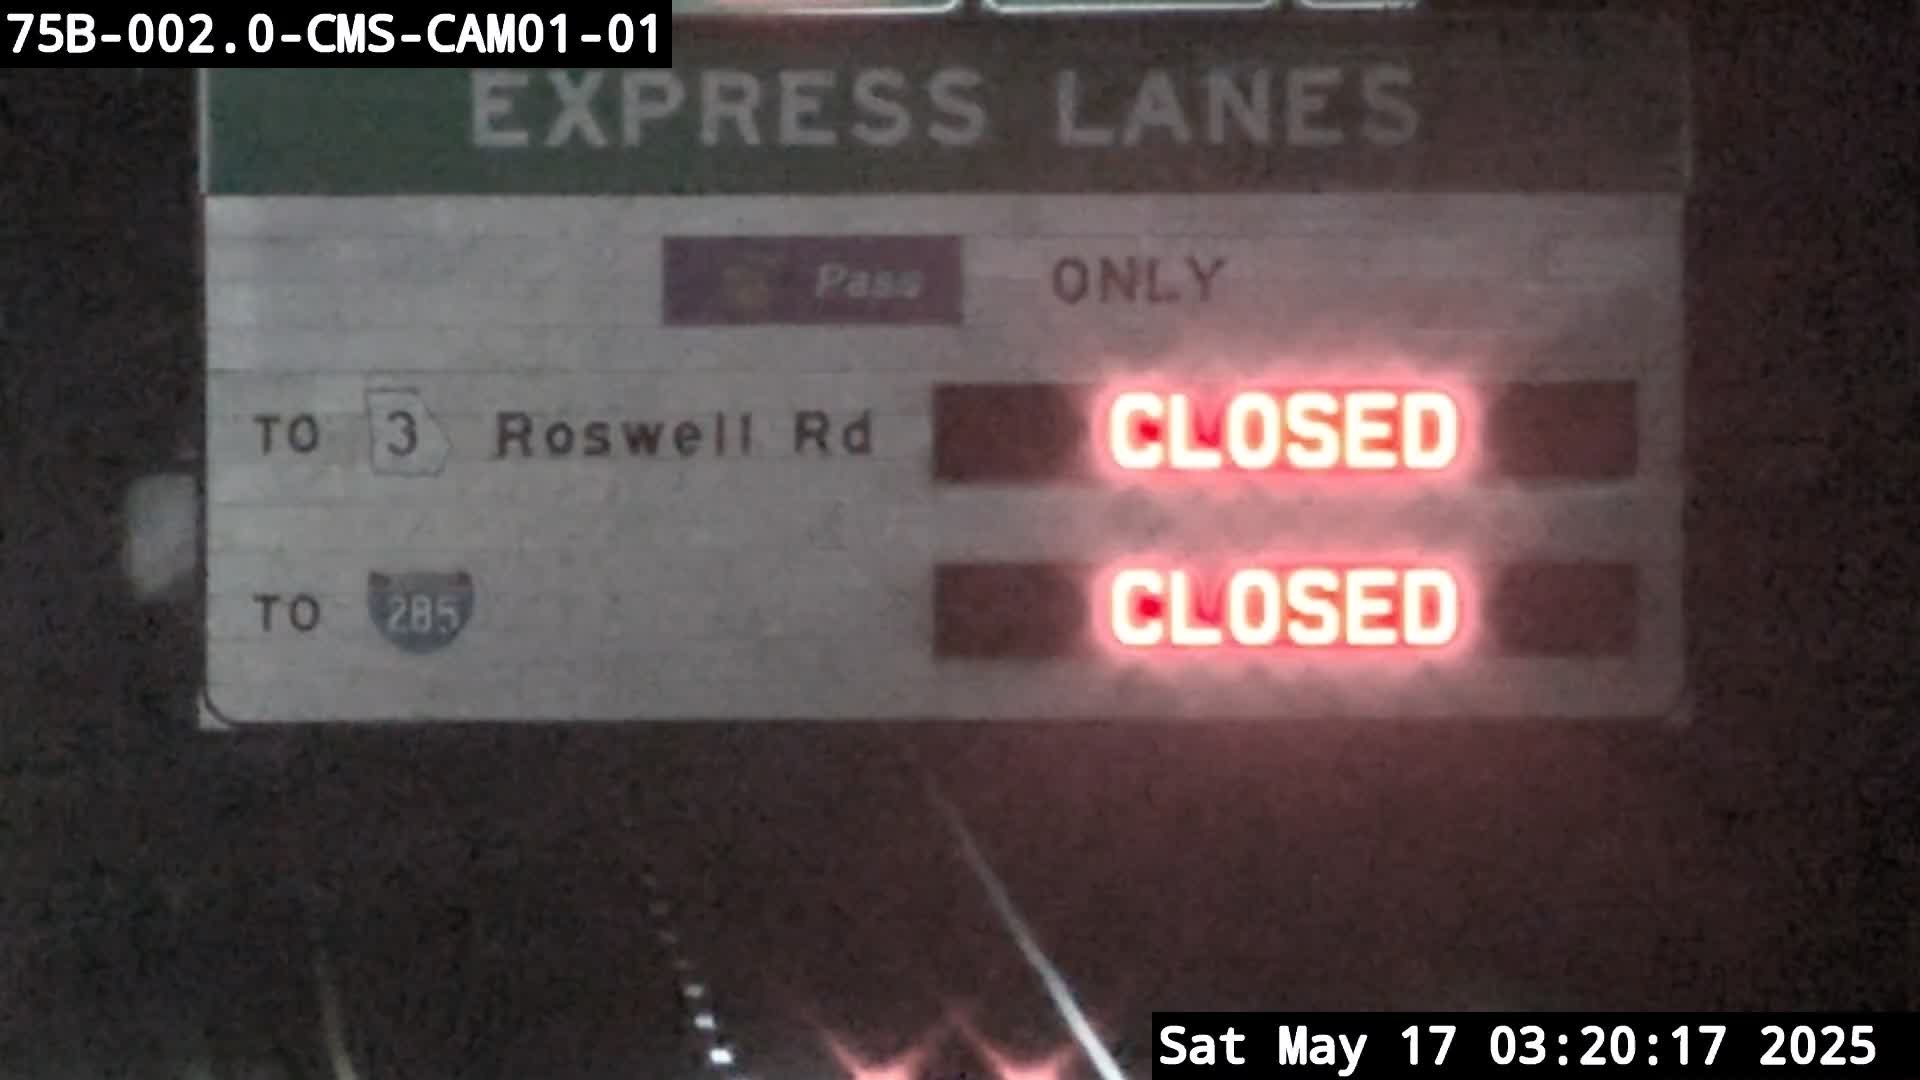 75B-002.0-CMS-CAM01-01
EXPRESS LANES
Pass ONLY
TO 3 Roswell Rd CLOSED
TO 285 CLOSED
Sat May 17 03:20:17 2025